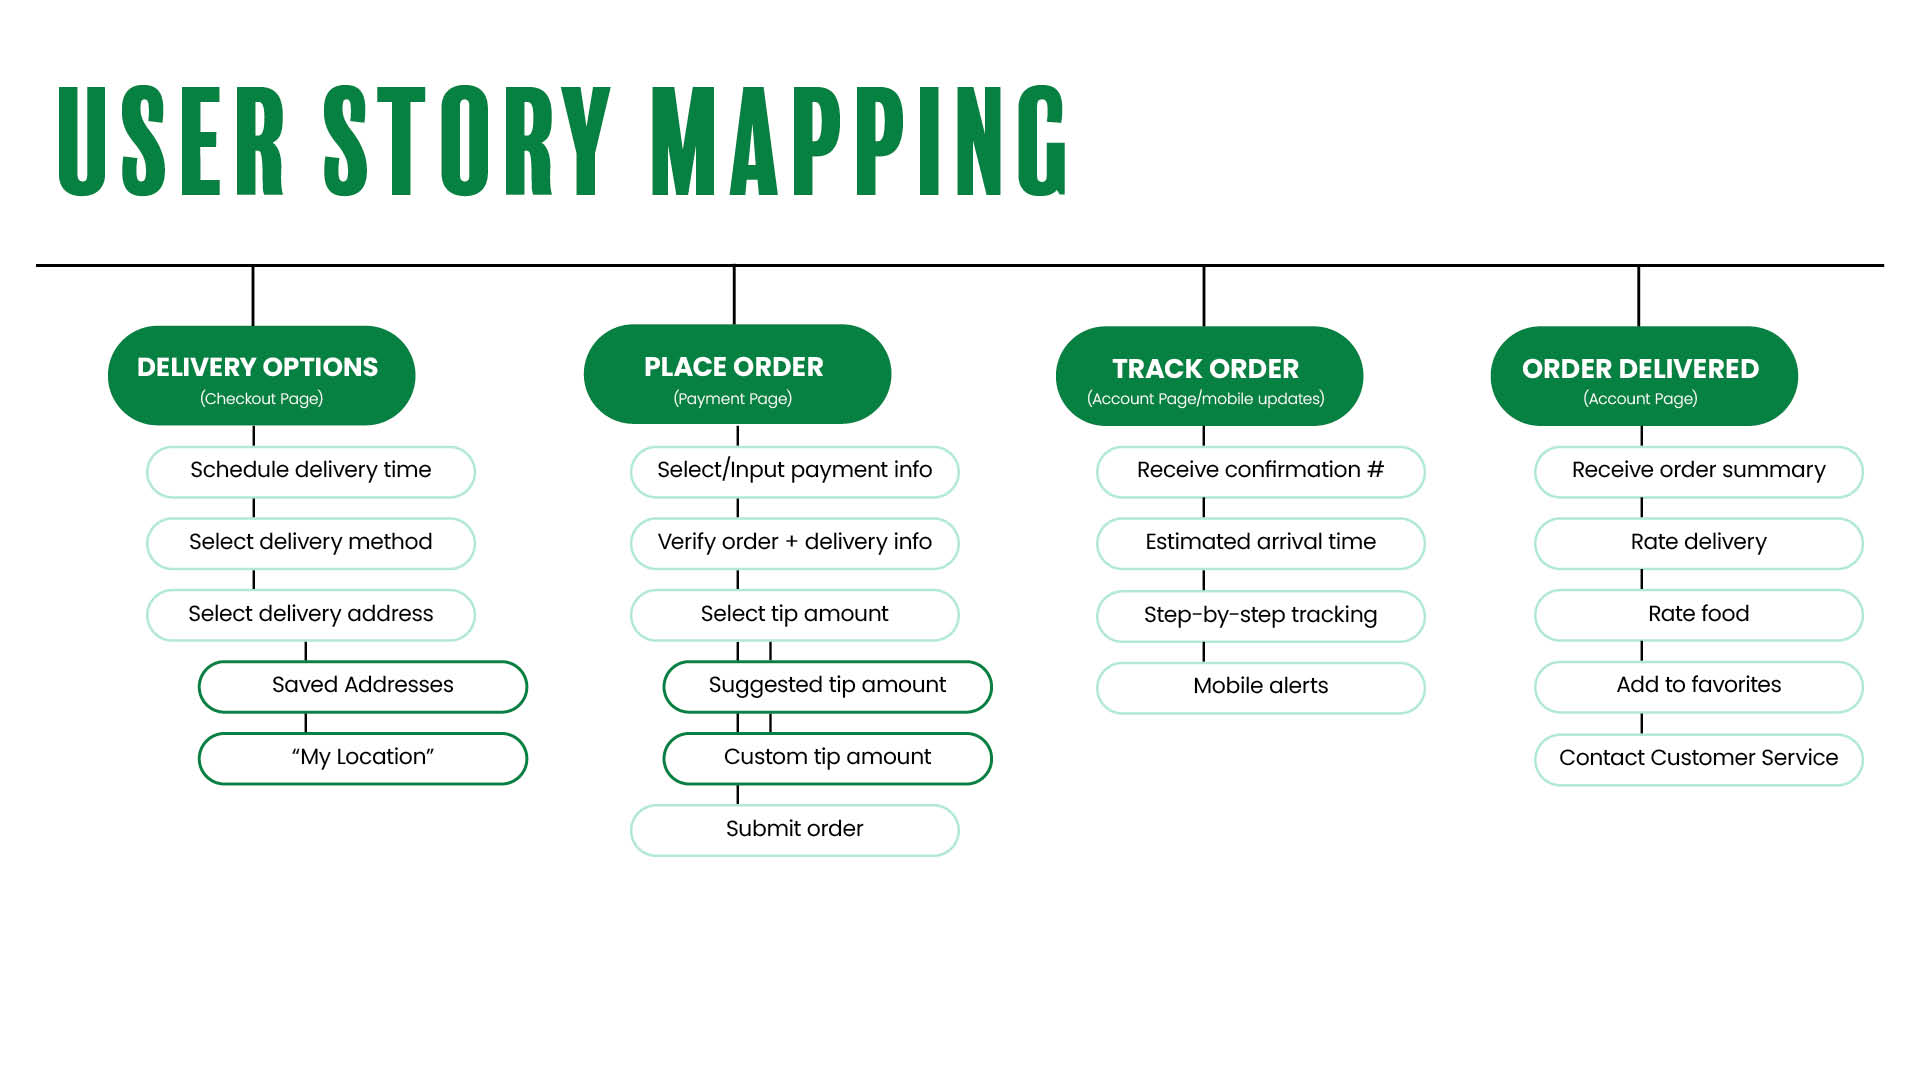 USER STORY MAPPING
DELIVERY OPTIONS
(Checkout Page)
Schedule delivery time
Select delivery method
Select delivery address
Saved Addresses
“My Location”
PLACE ORDER
(Payment Page)
Select/Input payment info
Verify order + delivery info
Select tip amount
Suggested tip amount
Custom tip amount
Submit order
TRACK ORDER
(Account Page/mobile updates)
Receive confirmation #
Estimated arrival time
Step-by-step tracking
Mobile alerts
ORDER DELIVERED
(Account Page)
Receive order summary
Rate delivery
Rate food
Add to favorites
Contact Customer Service